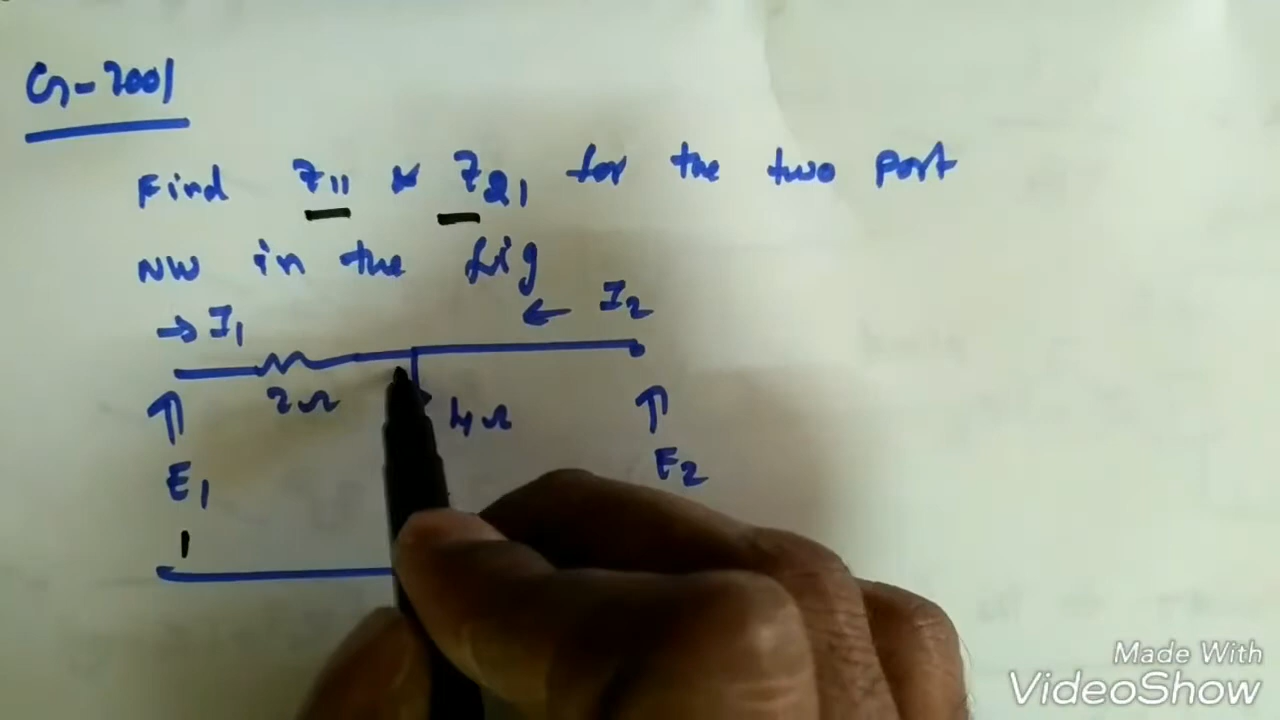 G-2001
Find Z11 & Z21 for the two port
NW in the fig
→ I1
← I2
2Ω
4Ω
↑
E1
↑
E2
Made With
VideoShow